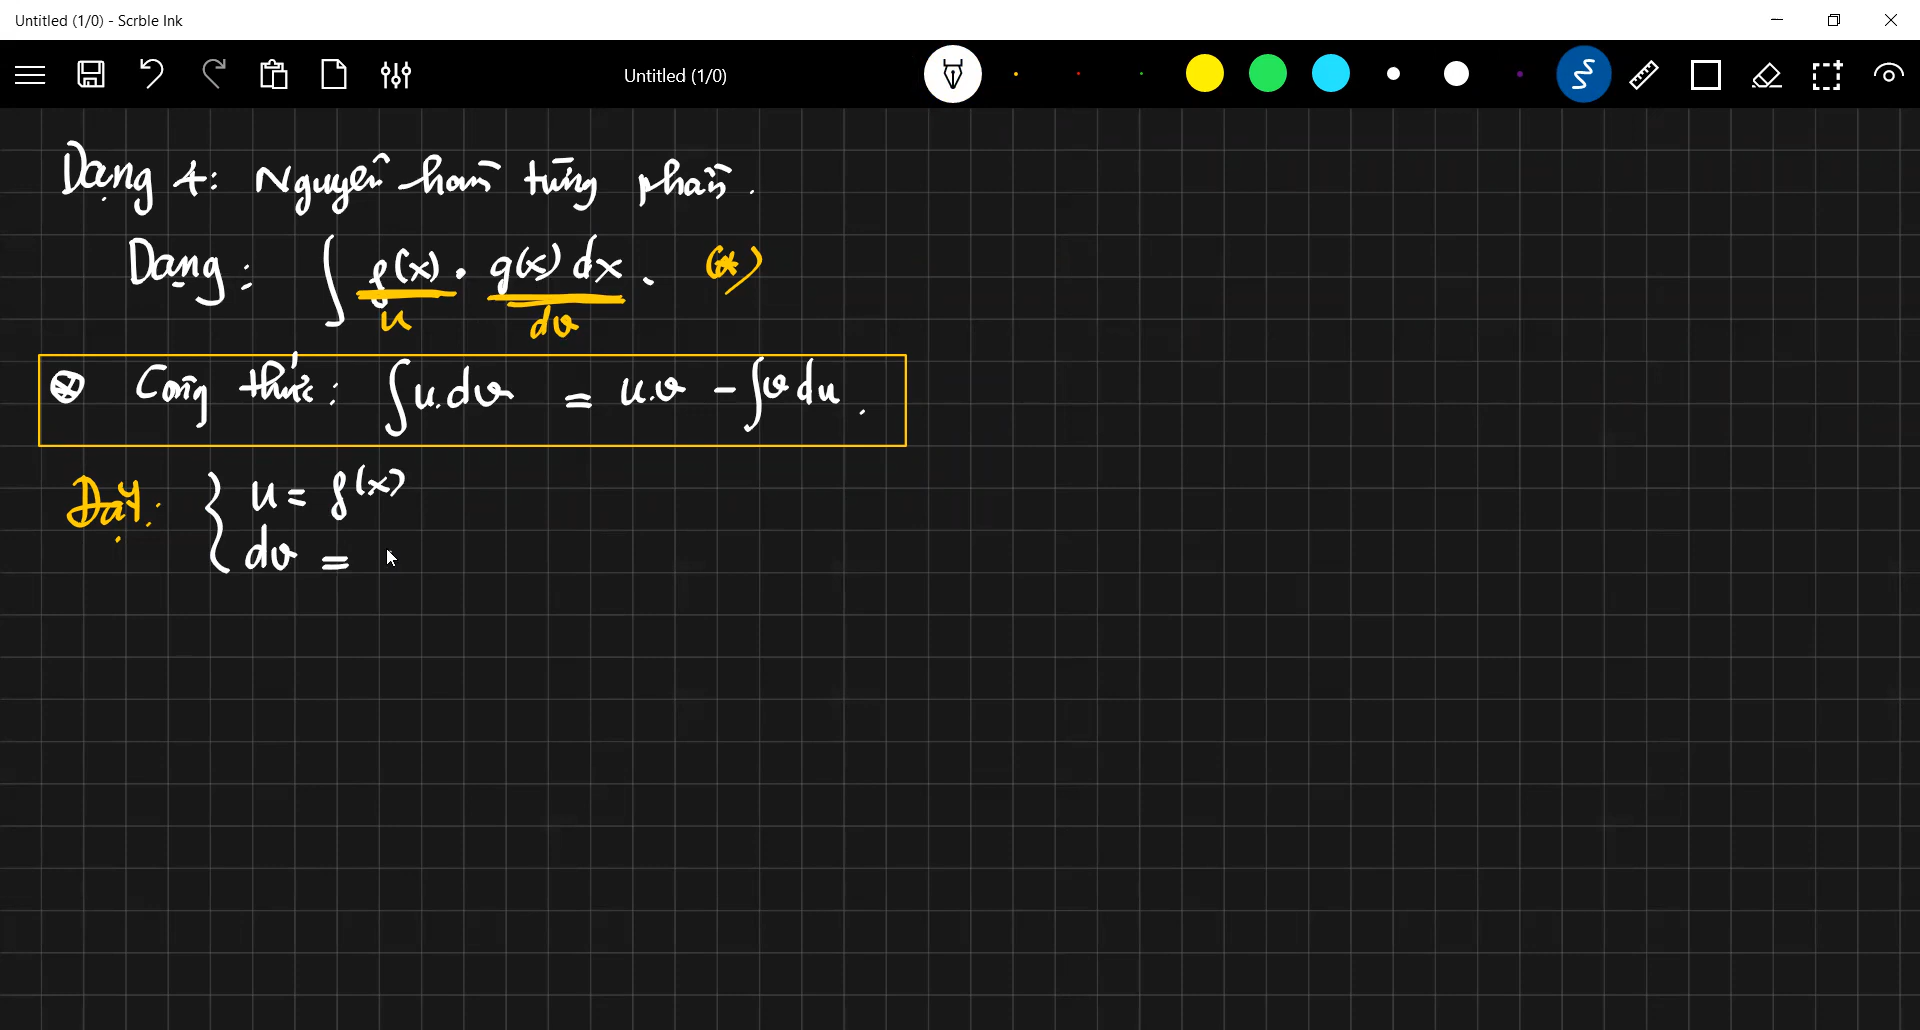 Untitled (1/0) - Scrble Ink
Untitled (1/0)
Dạng 4: Nguyên hàm từng phần.
Dạng: ∫ f(x) . g(x) dx. (*)
u dv
⊗ Công thức: ∫ u.dv = u.v - ∫ v du.
Đặt: { u = f(x)
dv =